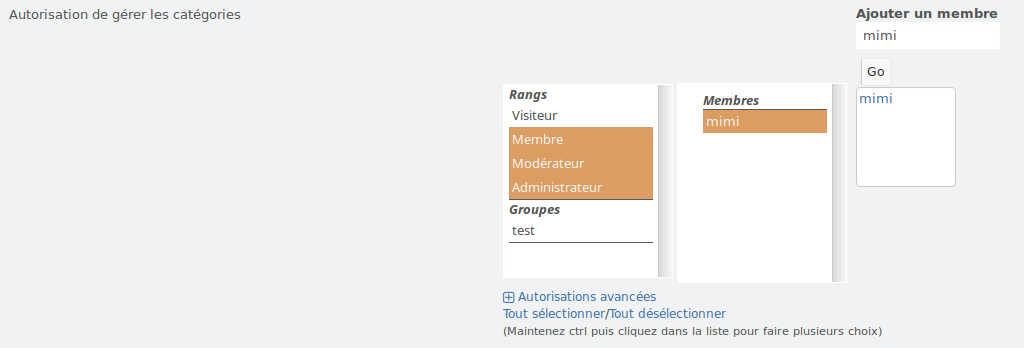 Autorisation de gérer les catégories
Ajouter un membre
mimi
Go
mimi
Rangs
Visiteur
Membre
Modérateur
Administrateur
Groupes
test
Membres
mimi
Autorisations avancées
Tout sélectionner/Tout désélectionner
(Maintenez ctrl puis cliquez dans la liste pour faire plusieurs choix)